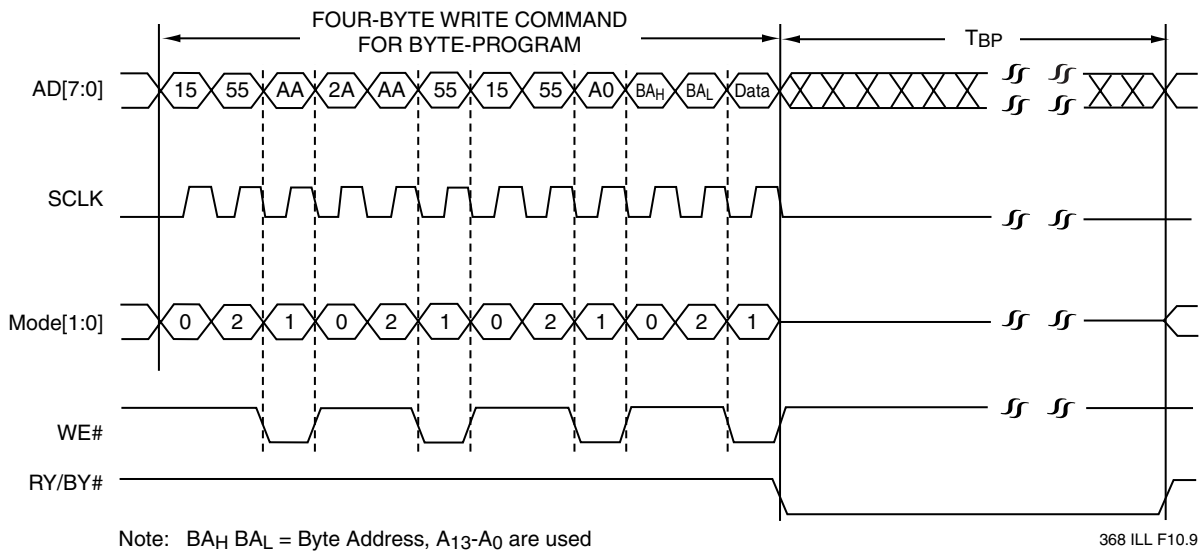 FOUR-BYTE WRITE COMMAND
FOR BYTE-PROGRAM
TBP
AD[7:0] 15 55 AA 2A AA 55 15 55 A0 BAH BAL Data
SCLK
Mode[1:0] 0 2 1 0 2 1 0 2 1 0 2 1
WE#
RY/BY#
Note: BAH BAL = Byte Address, A13-A0 are used
368 ILL F10.9